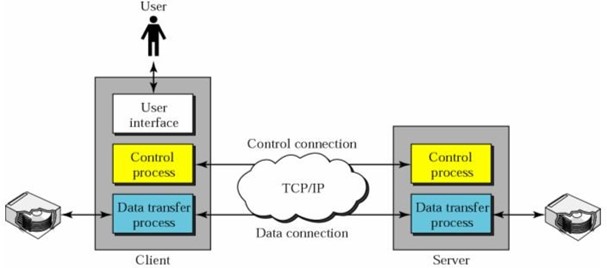 User
User
interface
Control connection
Control
process
Control
process
TCP/IP
Data transfer
process
Data transfer
process
Data connection
Client
Server